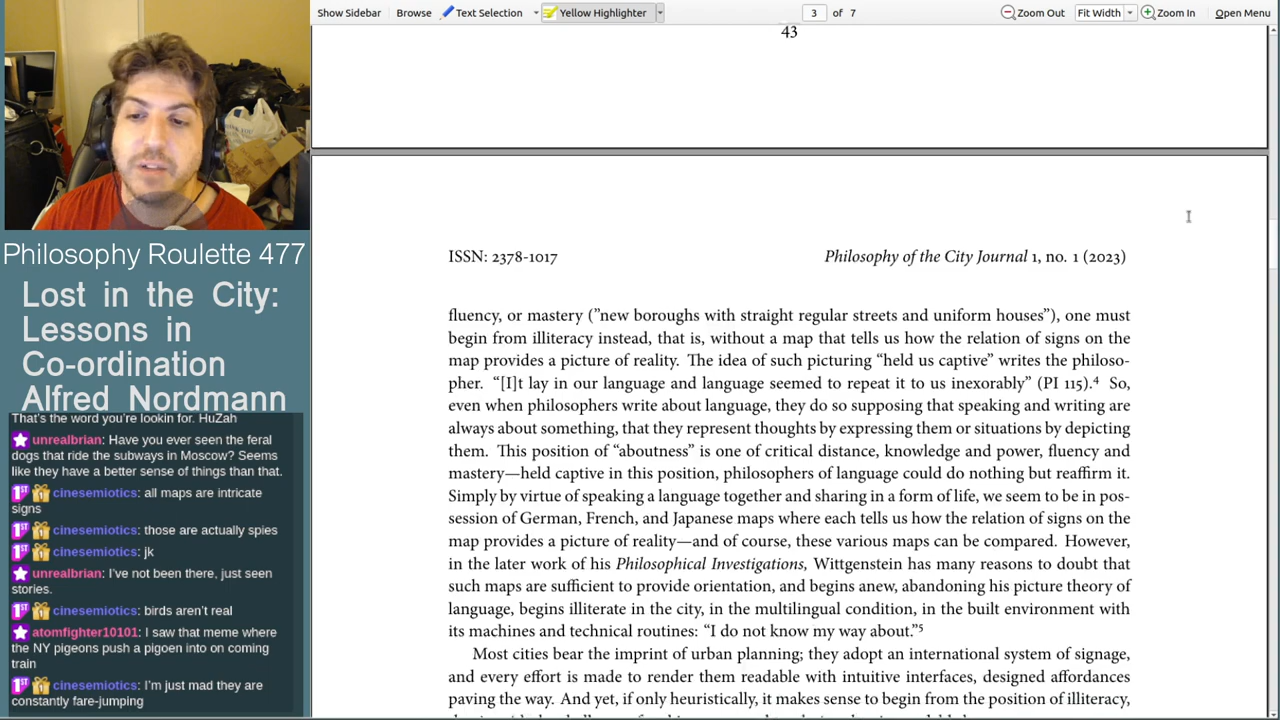 Show Sidebar Browse Text Selection Yellow Highlighter 3 of 7 Zoom Out Fit Width Zoom In Open Menu
43
ISSN: 2378-1017 Philosophy of the City Journal 1, no. 1 (2023)
fluency, or mastery ("new boroughs with straight regular streets and uniform houses"), one must
begin from illiteracy instead, that is, without a map that tells us how the relation of signs on the
map provides a picture of reality. The idea of such picturing “held us captive” writes the philoso-
pher. “[I]t lay in our language and language seemed to repeat it to us inexorably” (PI 115).⁴ So,
even when philosophers write about language, they do so supposing that speaking and writing are
always about something, that they represent thoughts by expressing them or situations by depicting
them. This position of “aboutness” is one of critical distance, knowledge and power, fluency and
mastery—held captive in this position, philosophers of language could do nothing but reaffirm it.
Simply by virtue of speaking a language together and sharing in a form of life, we seem to be in pos-
session of German, French, and Japanese maps where each tells us how the relation of signs on the
map provides a picture of reality—and of course, these various maps can be compared. However,
in the later work of his Philosophical Investigations, Wittgenstein has many reasons to doubt that
such maps are sufficient to provide orientation, and begins anew, abandoning his picture theory of
language, begins illiterate in the city, in the multilingual condition, in the built environment with
its machines and technical routines: “I do not know my way about.”⁵
Most cities bear the imprint of urban planning; they adopt an international system of signage,
and every effort is made to render them readable with intuitive interfaces, designed affordances
paving the way. And yet, if only heuristically, it makes sense to begin from the position of illiteracy,
Philosophy Roulette 477
Lost in the City:
Lessons in
Co-ordination
Alfred Nordmann
That's the word you're lookin for. HuZah
unrealbrian: Have you ever seen the feral
dogs that ride the subways in Moscow? Seems
like they have a better sense of things than that.
cinesemiotics: all maps are intricate
signs
cinesemiotics: those are actually spies
cinesemiotics: jk
unrealbrian: I've not been there, just seen
stories.
cinesemiotics: birds aren't real
atomfighter10101: I saw that meme where
the NY pigeons push a pigoen into on coming
train
cinesemiotics: I'm just mad they are
constantly fare-jumping